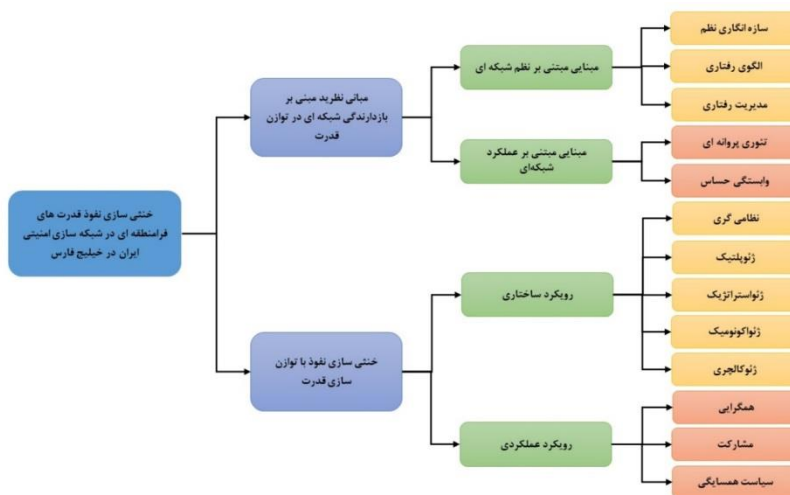 خنثی سازی نفوذ قدرت های
فرامنطقه ای در شبکه سازی امنیتی
ایران در خیلیج فارس
مبانی نظرید مبنی بر
بازدارندگی شبکه ای در توازن
قدرت
مبنایی مبتنی بر نظم شبکه ای
سازه انگاری نظم
الگوی رفتاری
مدیریت رفتاری
مبنایی مبتنی بر عملکرد
شبکه‌ای
تئوری پروانه ای
وابستگی حساس
خنثی سازی نفوذ با توازن
سازی قدرت
رویکرد ساختاری
نظامی گری
ژئوپلتیک
ژئواستراتژیک
ژئواکونومیک
ژئوکالچری
رویکرد عملکردی
همگرایی
مشارکت
سیاست همسایگی